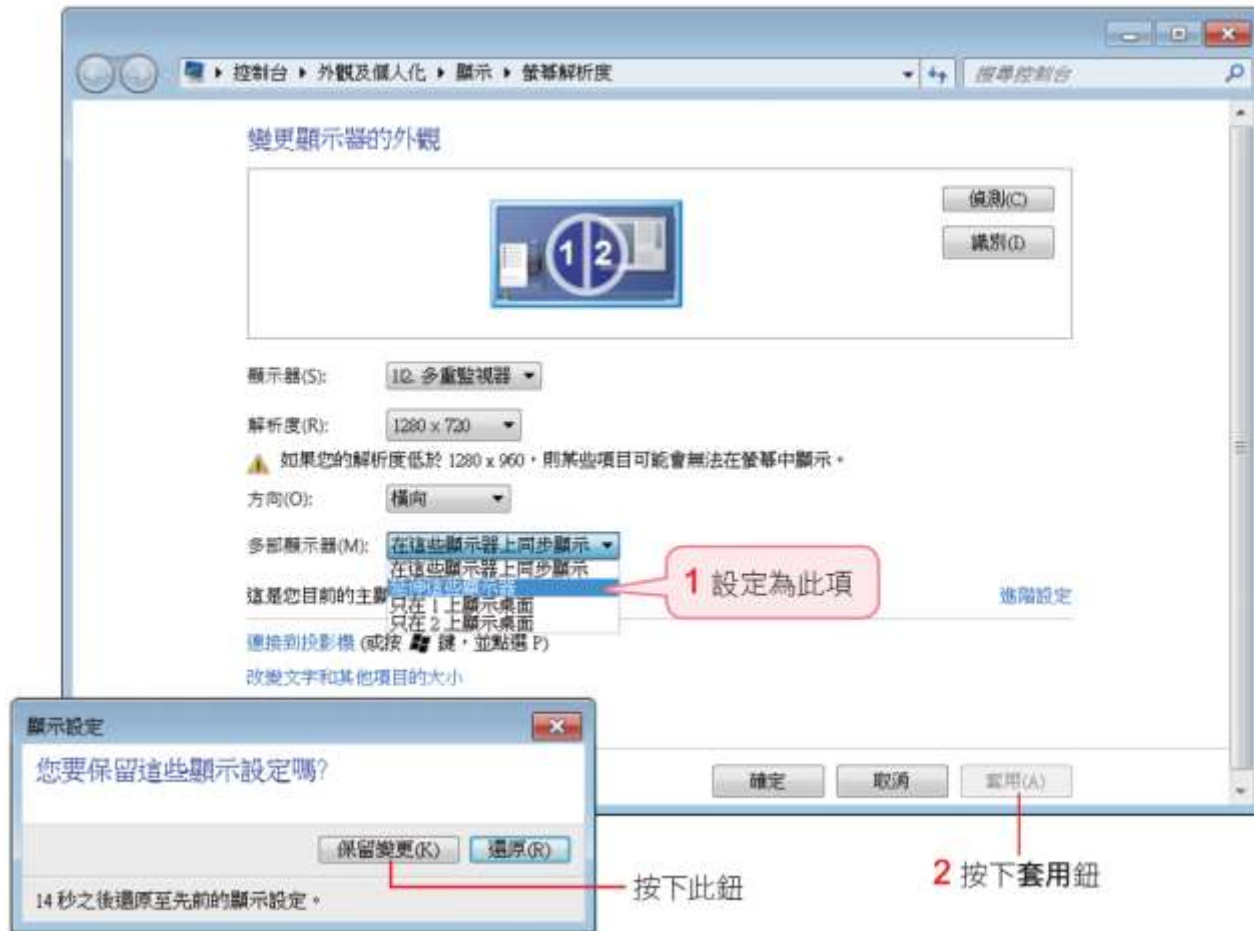 控制台 ▸ 外觀及個人化 ▸ 顯示 ▸ 螢幕解析度
搜尋控制台
變更顯示器的外觀
1 2
偵測(C)
識別(I)
顯示器(S): 1|2. 多重監視器
解析度(R): 1280 x 720
如果您的解析度低於 1280 x 960，則某些項目可能會無法在螢幕中顯示。
方向(O): 橫向
多部顯示器(M): 在這些顯示器上同步顯示
在這些顯示器上同步顯示
延伸這些顯示器
1 設定為此項
只在 1 上顯示桌面
只在 2 上顯示桌面
這是您目前的主
進階設定
連接到投影機 (或按 鍵，並點選 P)
改變文字和其他項目的大小
確定
取消
套用(A)
2 按下套用鈕
顯示設定
您要保留這些顯示設定嗎?
保留變更(K)
還原(R)
按下此鈕
14 秒之後還原至先前的顯示設定。